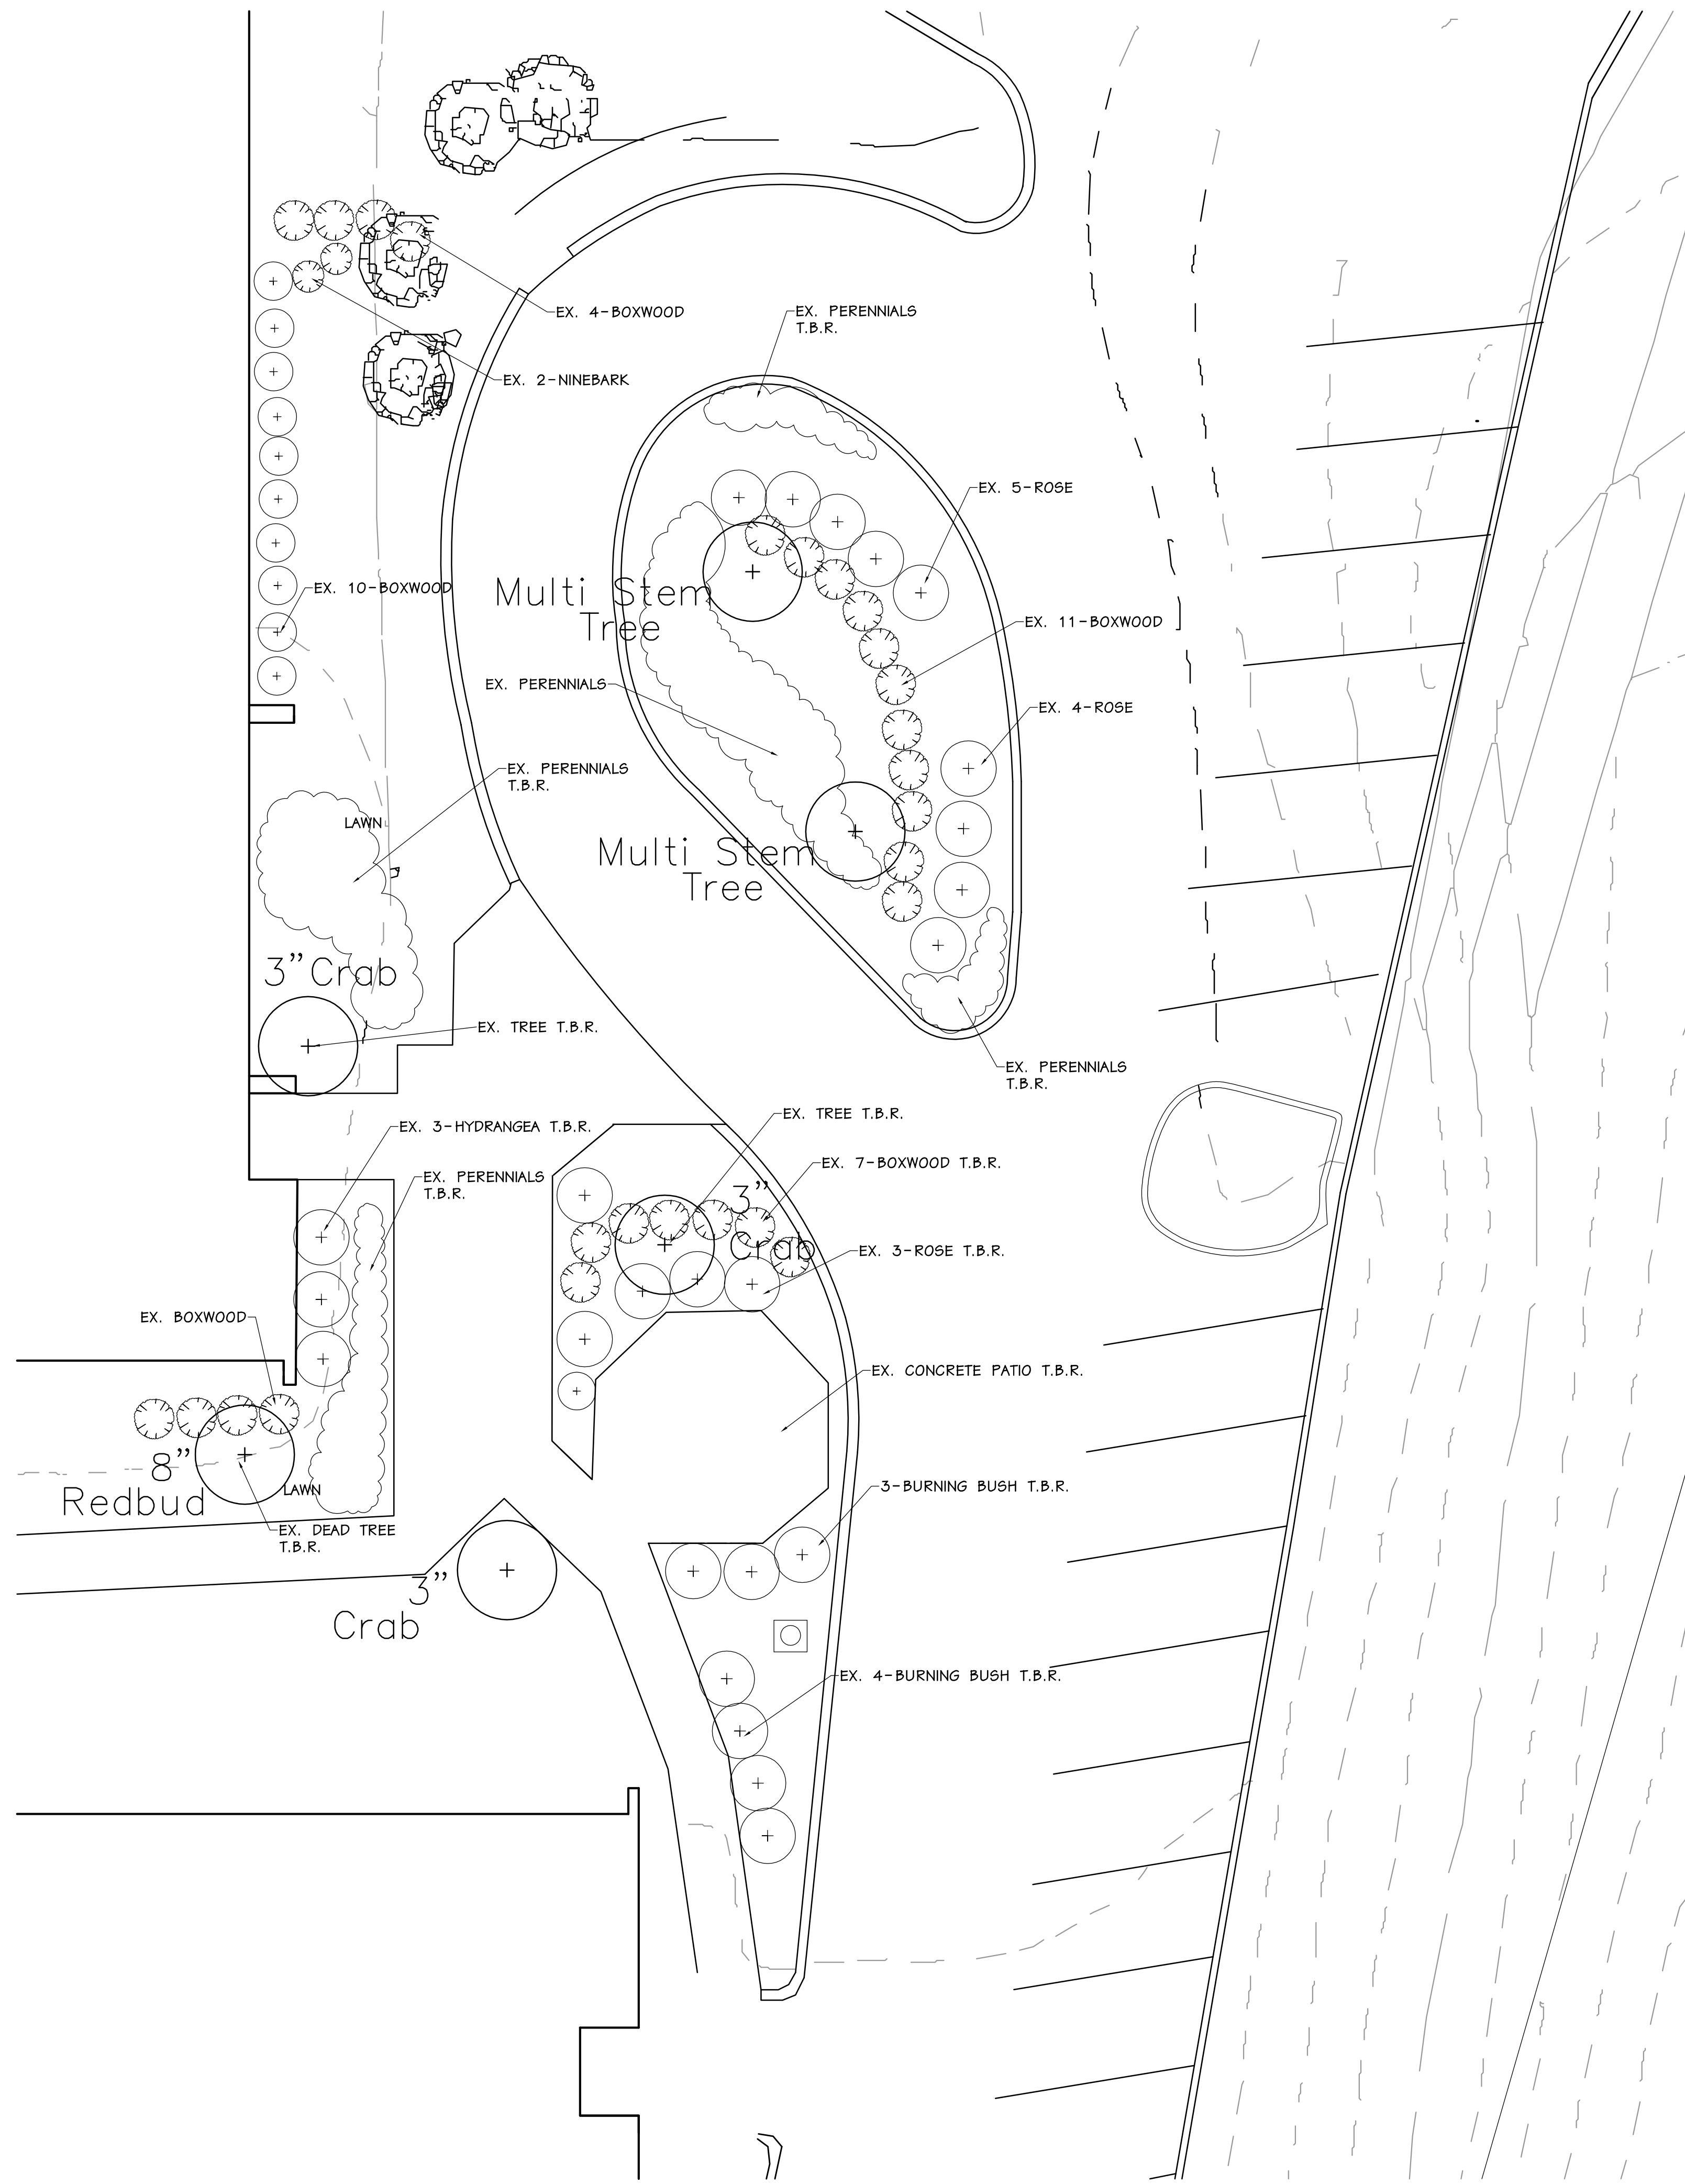 EX. 4-BOXWOOD
EX. PERENNIALS
T.B.R.
EX. 2-NINEBARK
EX. 5-ROSE
EX. 10-BOXWOOD
Multi Stem
Tree
EX. 11-BOXWOOD
EX. PERENNIALS
EX. 4-ROSE
EX. PERENNIALS
T.B.R.
LAWN
Multi Stem
Tree
3" Crab
EX. TREE T.B.R.
EX. PERENNIALS
T.B.R.
EX. TREE T.B.R.
EX. 3-HYDRANGEA T.B.R.
EX. 7-BOXWOOD T.B.R.
EX. PERENNIALS
T.B.R.
3"
Crab
EX. 3-ROSE T.B.R.
EX. BOXWOOD
EX. CONCRETE PATIO T.B.R.
8"
Redbud
LAWN
3-BURNING BUSH T.B.R.
EX. DEAD TREE
T.B.R.
3"
Crab
EX. 4-BURNING BUSH T.B.R.